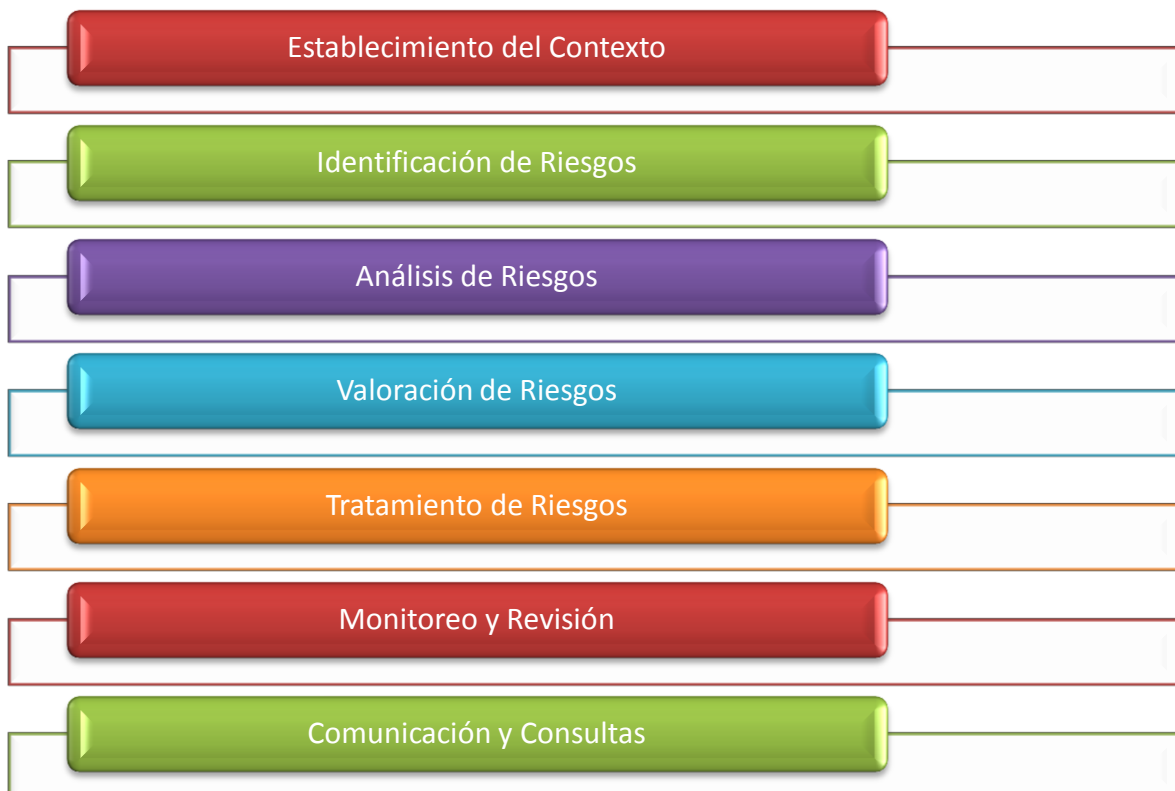 Establecimiento del Contexto
Identificación de Riesgos
Análisis de Riesgos
Valoración de Riesgos
Tratamiento de Riesgos
Monitoreo y Revisión
Comunicación y Consultas